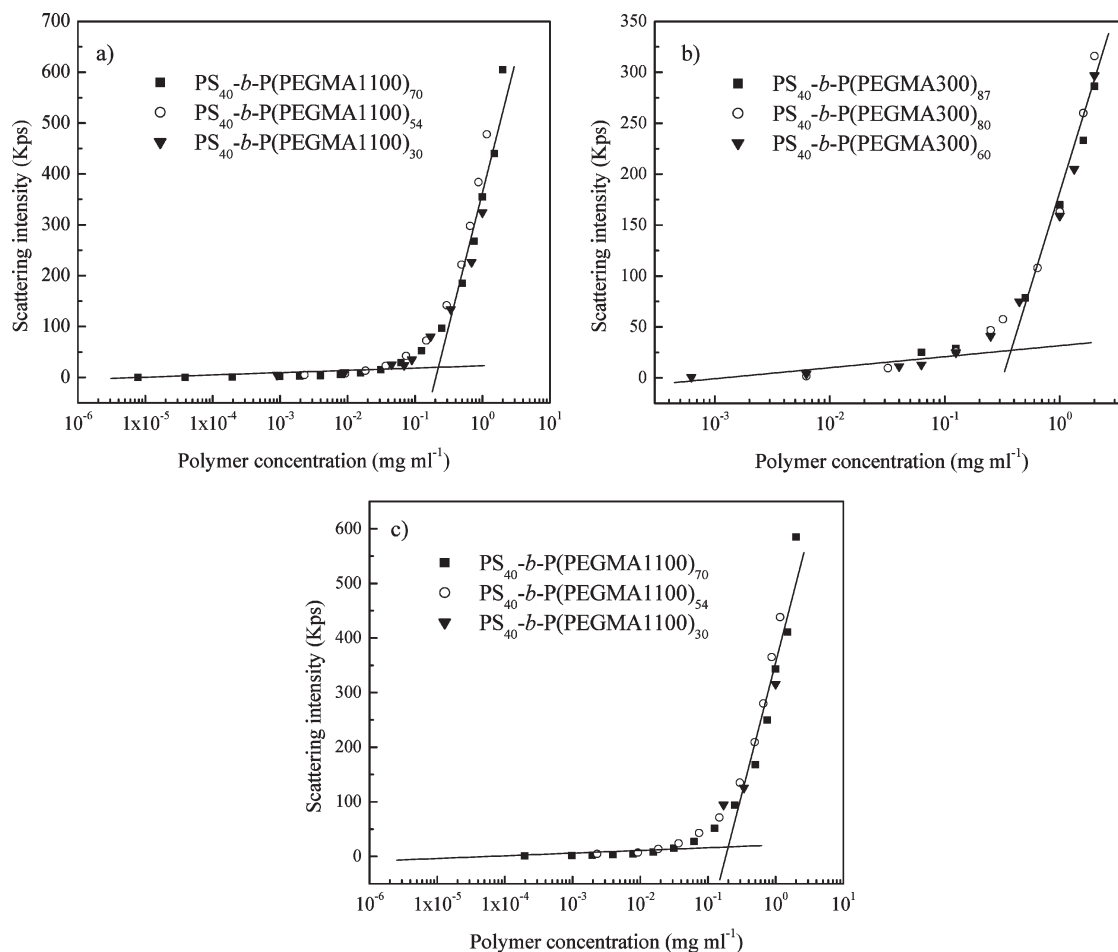 a)
PS40-b-P(PEGMA1100)70
PS40-b-P(PEGMA1100)54
PS40-b-P(PEGMA1100)30
Scattering intensity (Kps)
700
600
500
400
300
200
100
0
10-6 1x10-5 1x10-4 10-3 10-2 10-1 100 101
Polymer concentration (mg ml-1)
b)
PS40-b-P(PEGMA300)87
PS40-b-P(PEGMA300)80
PS40-b-P(PEGMA300)60
Scattering intensity (Kps)
350
300
250
200
150
100
50
0
10-3 10-2 10-1 100
Polymer concentration (mg ml-1)
c)
PS40-b-P(PEGMA1100)70
PS40-b-P(PEGMA1100)54
PS40-b-P(PEGMA1100)30
Scattering intensity (Kps)
600
500
400
300
200
100
0
10-6 1x10-5 1x10-4 10-3 10-2 10-1 100 101
Polymer concentration (mg ml-1)